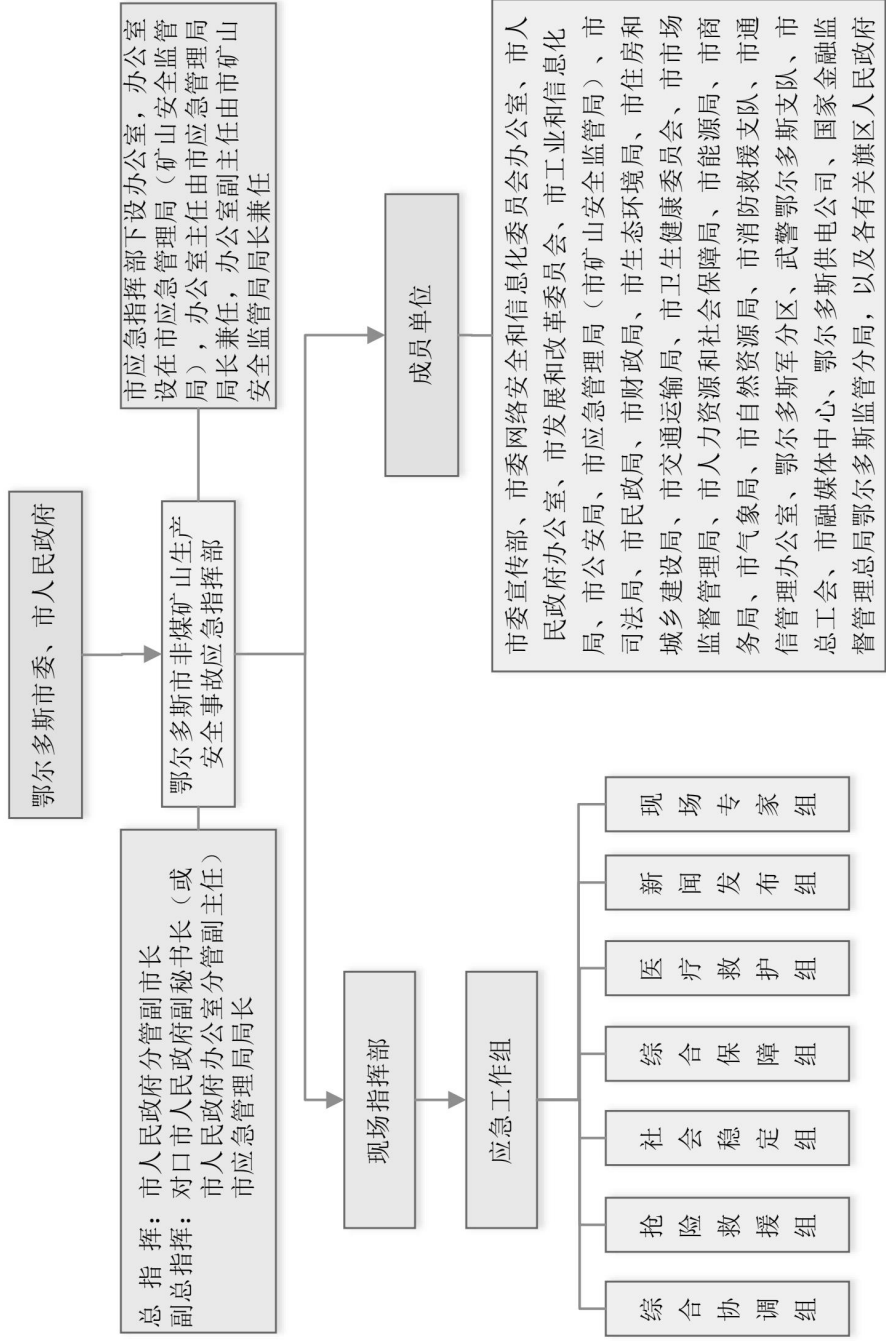 鄂尔多斯市委、市人民政府
总 指 挥：市人民政府分管副市长
副总指挥：对口市人民政府副秘书长（或
市人民政府办公室分管副主任）
市应急管理局局长
鄂尔多斯市非煤矿山生产
安全事故应急指挥部
市应急指挥部下设办公室，办公室
设在市应急管理局（矿山安全监管
局），办公室主任由市应急管理局
局长兼任，办公室副主任由市矿山
安全监管局局长兼任
现场指挥部
成员单位
应急工作组
综合协调组
抢险救援组
社会稳定组
综合保障组
医疗救护组
新闻发布组
现场专家组
市委宣传部、市委网络安全和信息化委员会办公室、市人
民政府办公室、市发展和改革委员会、市工业和信息化
局、市公安局、市应急管理局（市矿山安全监管局）、市
司法局、市民政局、市财政局、市生态环境局、市住房和
城乡建设局、市交通运输局、市卫生健康委员会、市市场
监督管理局、市人力资源和社会保障局、市能源局、市商
务局、市气象局、市自然资源局、市消防救援支队、市通
信管理办公室、鄂尔多斯军分区、武警鄂尔多斯支队、市
总工会、市融媒体中心、鄂尔多斯供电公司、国家金融监
督管理总局鄂尔多斯监管分局，以及各有关旗区人民政府